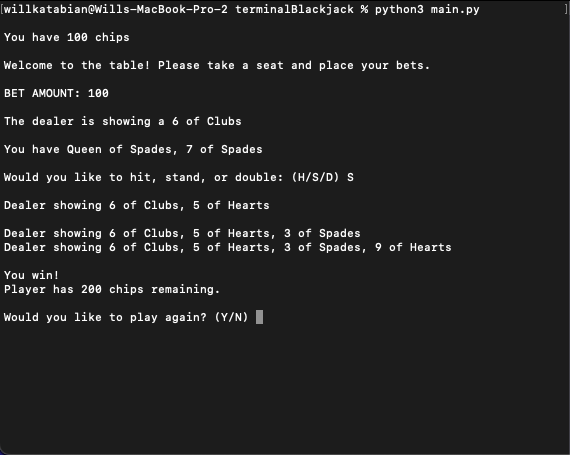 [willkatabian@Wills-MacBook-Pro-2 terminalBlackjack % python3 main.py ]
You have 100 chips
Welcome to the table! Please take a seat and place your bets.
BET AMOUNT: 100
The dealer is showing a 6 of Clubs
You have Queen of Spades, 7 of Spades
Would you like to hit, stand, or double: (H/S/D) S
Dealer showing 6 of Clubs, 5 of Hearts
Dealer showing 6 of Clubs, 5 of Hearts, 3 of Spades
Dealer showing 6 of Clubs, 5 of Hearts, 3 of Spades, 9 of Hearts
You win!
Player has 200 chips remaining.
Would you like to play again? (Y/N)